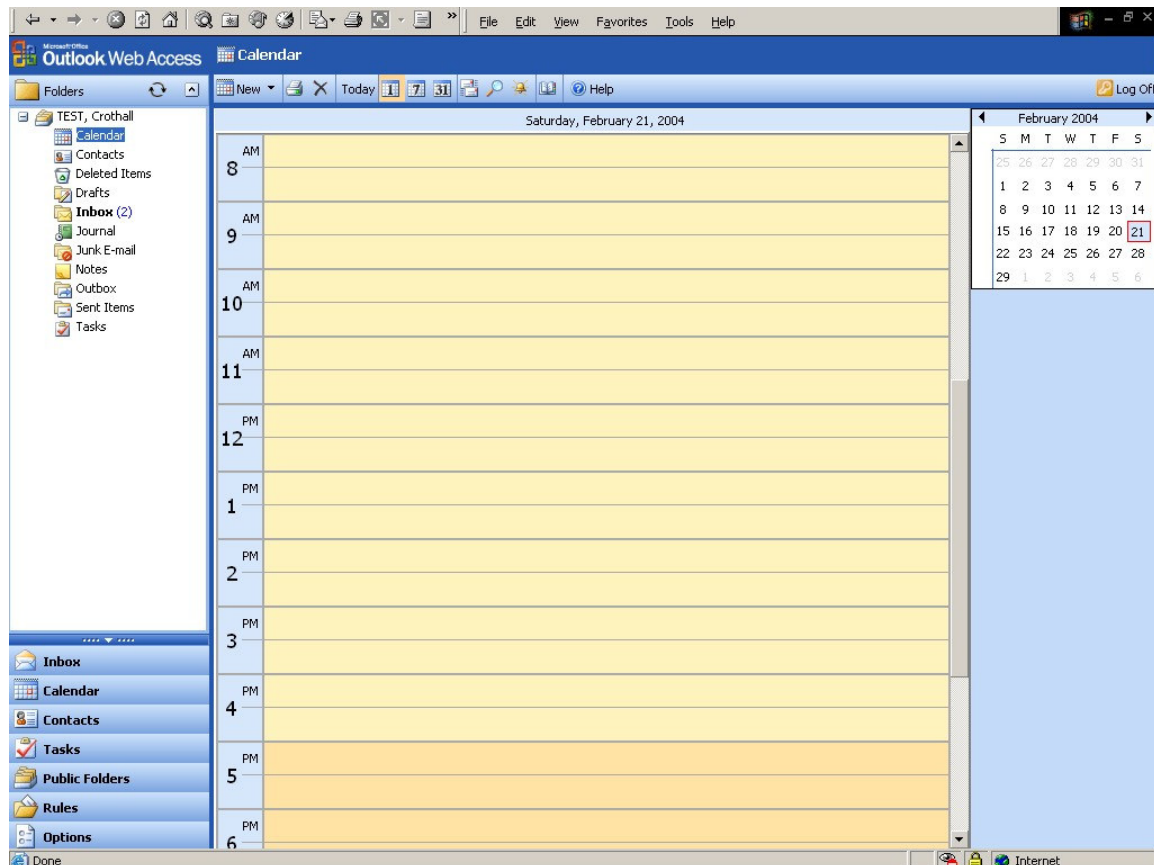 File Edit View Favorites Tools Help
Microsoft Office
Outlook Web Access
Calendar
Folders
New Today 1 7 31 Help Log Off
TEST, Crothall
Calendar
Contacts
Deleted Items
Drafts
Inbox (2)
Journal
Junk E-mail
Notes
Outbox
Sent Items
Tasks
Inbox
Calendar
Contacts
Tasks
Public Folders
Rules
Options
Saturday, February 21, 2004
8 AM
9 AM
10 AM
11 AM
12 PM
1 PM
2 PM
3 PM
4 PM
5 PM
6 PM
February 2004
S M T W T F S
25 26 27 28 29 30 31
1 2 3 4 5 6 7
8 9 10 11 12 13 14
15 16 17 18 19 20 21
22 23 24 25 26 27 28
29 1 2 3 4 5 6
Done Internet